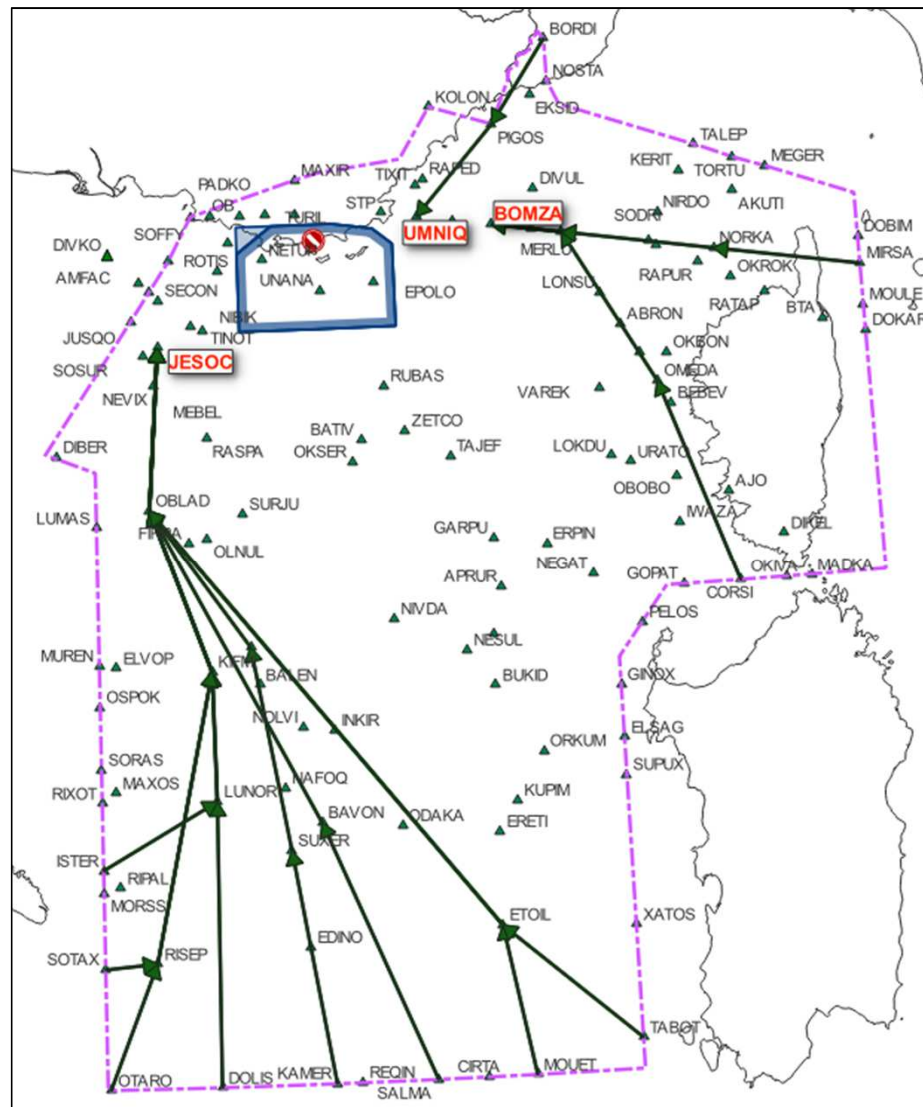 BORDI
NOSTA
EKSID
KOLON
PIGOS
TALEP
MEGER
KERIT
TORTU
RAPED
TIXIT
MAXIR
DIVUL
AKUTI
PADKO
OB
TURIL
STP
BOMZA
NIRDO
SODRI
SOFFY
UMNIQ
MERLU
NORKA
DOBIM
MIRSA
DIVKO
ROTIS
NETUK
AMFAC
UNANA
EPOLO
LONSU
RAPUR
OKROK
SECON
RATAP
BTA
MOULE
DOKAR
JUSQO
NIBIK
TINOT
ABRON
JESOC
OKBON
SOSUR
OMEDA
NEVIX
RUBAS
VAREK
BEBEV
MEBEL
ZETCO
BATIV
TAJEF
DIBER
RASPA
OKSER
LOKDU
URATO
OBOBO
AJO
OBLAD
SURJU
LUMAS
IWAZA
DIKEL
OLNUL
GARPU
ERPIN
NEGAT
GOPAT
OKIVA
MADKA
APRUR
CORSI
NIVDA
PELOS
NESUL
MUREN
ELVOP
BALEN
BUKID
GINOX
OSPOK
NOLVI
INKIR
ELSAG
ORKUM
SORAS
SUPUX
MAXOS
NAFOQ
RIXOT
LUNOR
KUPIM
BAVON
ODAKA
ERETI
SUXER
ISTER
RIPAL
MORSS
ETOIL
XATOS
EDINO
SOTAX
RISEP
TABOT
OTARO
DOLIS
KAMER
REQIN
SALMA
CIRTA
MOUET